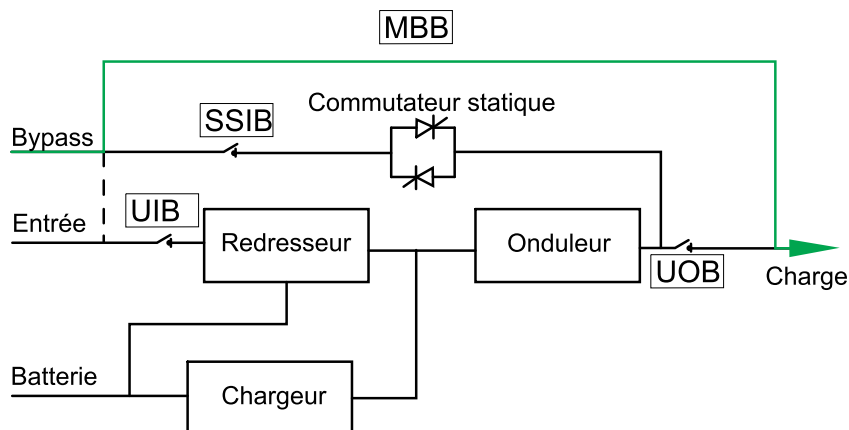 MBB
Commutateur statique
SSIB
Bypass
UIB
Entrée
Redresseur
Onduleur
UOB
Charge
Batterie
Chargeur